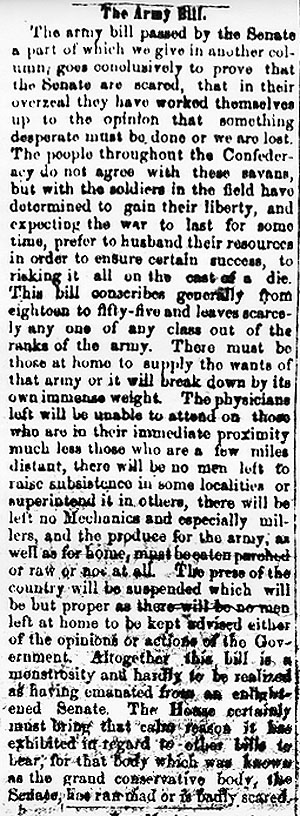 The Army Bill.
The army bill passed by the Senate
a part of which we give in another col-
umn, goes conclusively to prove that
the Senate are scared, that in their
overzeal they have worked themselves
up to the opinion that something
desperate must be done or we are lost.
The people throughout the Confeder-
acy do not agree with these savans,
but with the soldiers in the field have
determined to gain their liberty, and
expecting the war to last for some
time, prefer to husband their resources
in order to ensure certain success, to
risking it all on the cast of a die.
This bill conscribes generally from
eighteen to fifty-five and leaves scarce-
ly any one of any class out of the
ranks of the army. There must be
those at home to supply the wants of
that army or it will break down by its
own immense weight. The physicians
left will be unable to attend on those
who are in their immediate proximity
much less those who are a few miles
distant, there will be no men left to
raise subsistence in some localities or
superintend it in others, there will be
left no Mechanics and especially mil-
lers, and the produce for the army, as
well as for home, must be eaten parched
or raw or not at all. The press of the
country will be suspended which will
be but proper as there will be no men
left at home to be kept advised either
of the opinions or actions of the Gov-
ernment. Altogether this bill is a
monstrosity and hardly to be realized
as having emanated from an enlight-
ened Senate. The House certainly
must bring that calm reason it has
exhibited in regard to other bills to
bear, for that body which was known
as the grand conservative body, the
Senate, has ran mad or is badly scared.